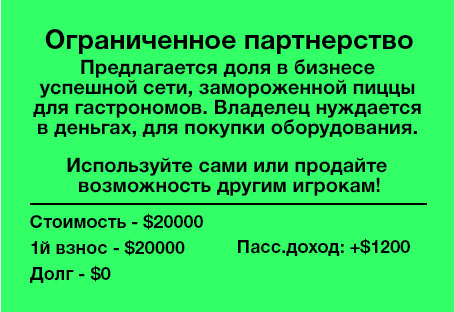 Ограниченное партнерство
Предлагается доля в бизнесе
успешной сети, замороженной пиццы
для гастрономов. Владелец нуждается
в деньгах, для покупки оборудования.
Используйте сами или продайте
возможность другим игрокам!
Стоимость - $20000
1й взнос - $20000
Пасс.доход: +$1200
Долг - $0